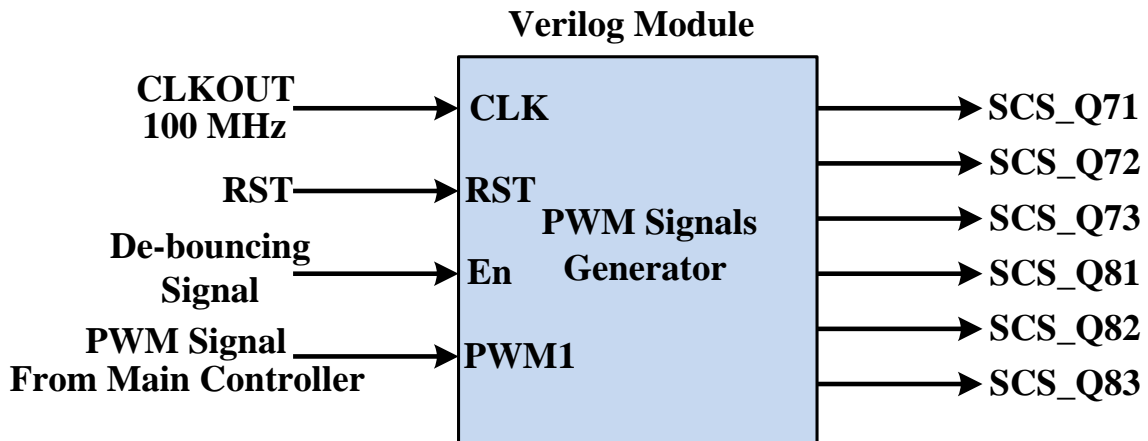 Verilog Module
CLKOUT
100 MHz
RST
De-bouncing
Signal
PWM Signal
From Main Controller
CLK
RST
En
PWM1
PWM Signals
Generator
SCS_Q71
SCS_Q72
SCS_Q73
SCS_Q81
SCS_Q82
SCS_Q83